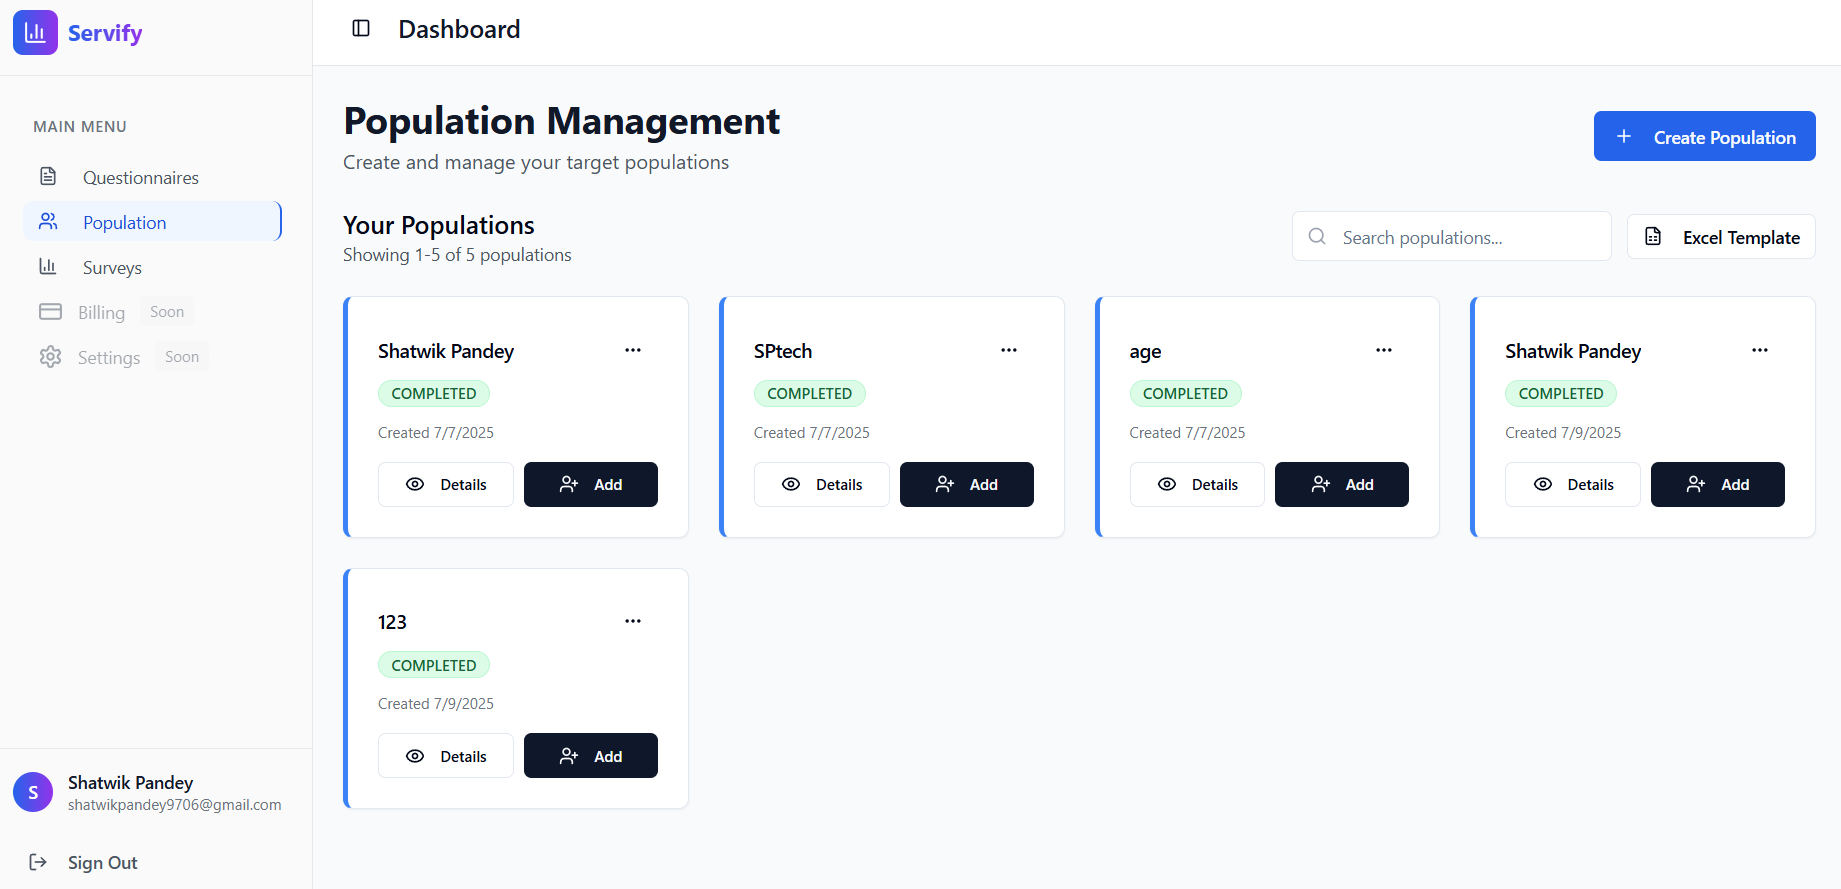 Servify
MAIN MENU
Questionnaires
Population
Surveys
Billing Soon
Settings Soon
Shatwik Pandey
shatwikpandey9706@gmail.com
Sign Out
Dashboard
Population Management
Create and manage your target populations
Create Population
Your Populations
Showing 1-5 of 5 populations
Search populations...
Excel Template
Shatwik Pandey
COMPLETED
Created 7/7/2025
Details Add
SPtech
COMPLETED
Created 7/7/2025
Details Add
age
COMPLETED
Created 7/7/2025
Details Add
Shatwik Pandey
COMPLETED
Created 7/9/2025
Details Add
123
COMPLETED
Created 7/9/2025
Details Add
S